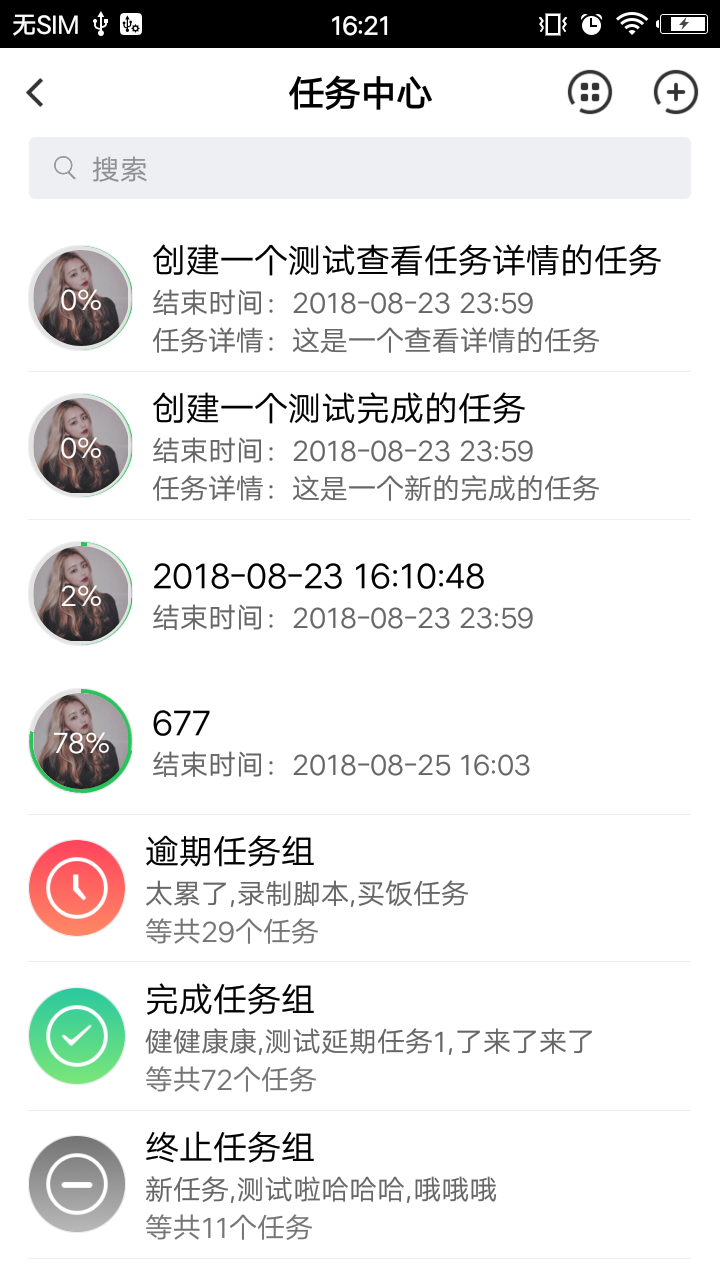 无SIM 16:21
任务中心
搜索
0%
创建一个测试查看任务详情的任务
结束时间：2018-08-23 23:59
任务详情：这是一个查看详情的任务
0%
创建一个测试完成的任务
结束时间：2018-08-23 23:59
任务详情：这是一个新的完成的任务
2%
2018-08-23 16:10:48
结束时间：2018-08-23 23:59
78%
677
结束时间：2018-08-25 16:03
逾期任务组
太累了,录制脚本,买饭任务
等共29个任务
完成任务组
健健康康,测试延期任务1,了来了来了
等共72个任务
终止任务组
新任务,测试啦哈哈哈,哦哦哦
等共11个任务